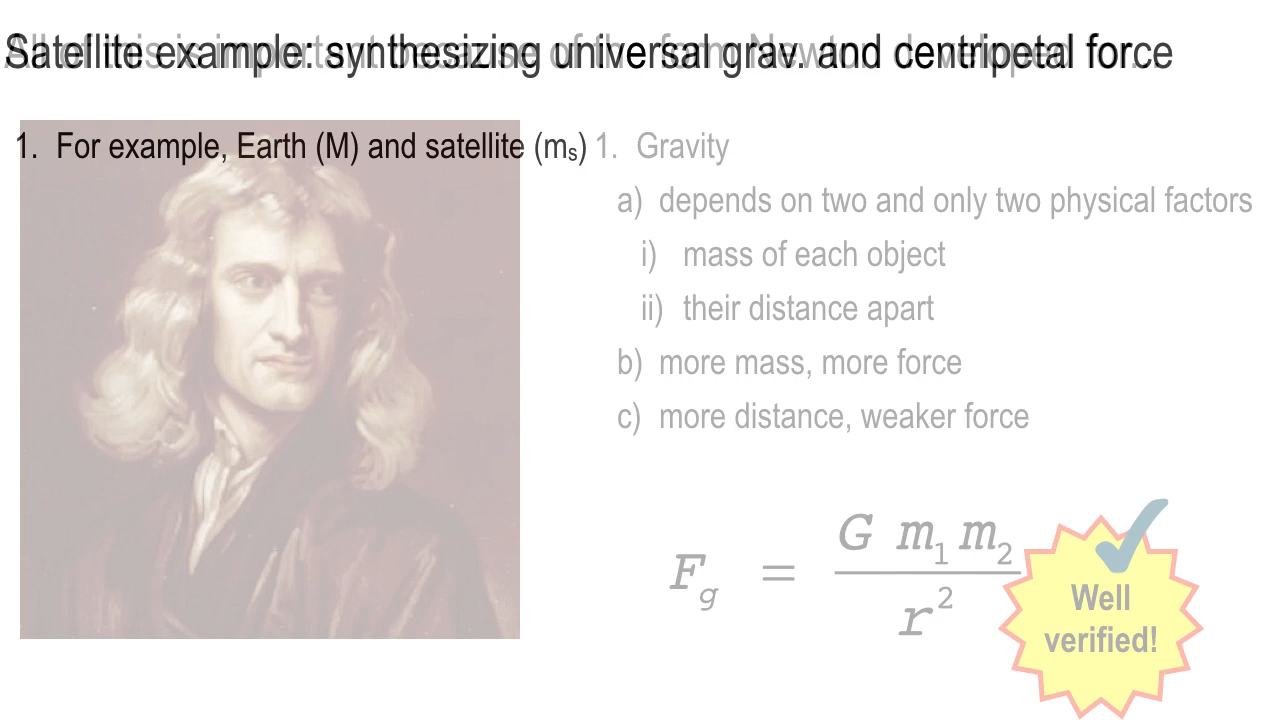 Satellite example: synthesizing universal grav. and centripetal force
1. For example, Earth (M) and satellite (mₛ)
1. Gravity
a) depends on two and only two physical factors
i) mass of each object
ii) their distance apart
b) more mass, more force
c) more distance, weaker force
F_g = G m₁ m₂ / r²
Well
verified!